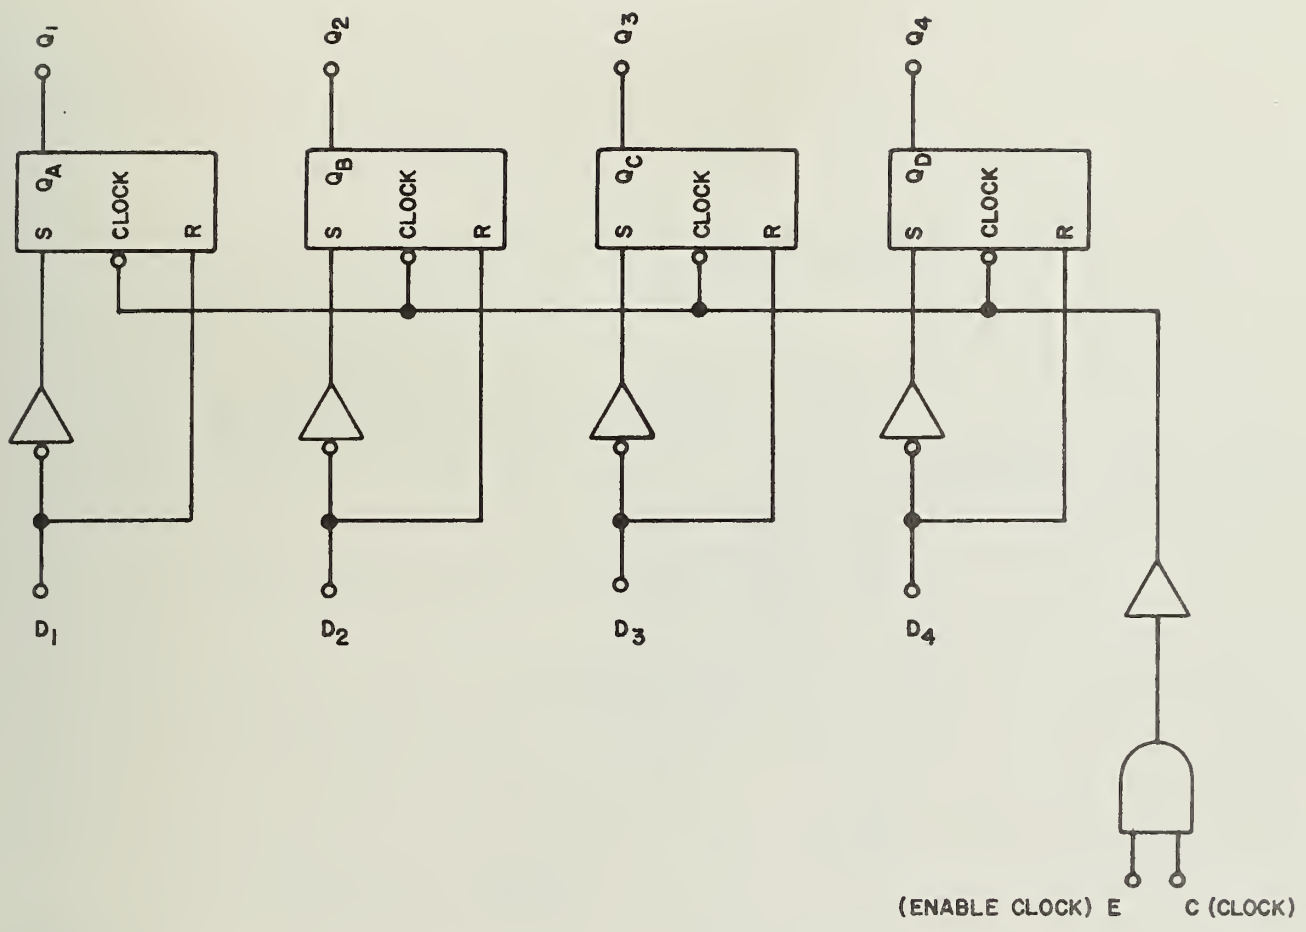 Q1 Q2 Q3 Q4
QA QB QC QD
S CLOCK R S CLOCK R S CLOCK R S CLOCK R
D1 D2 D3 D4
(ENABLE CLOCK) E C (CLOCK)